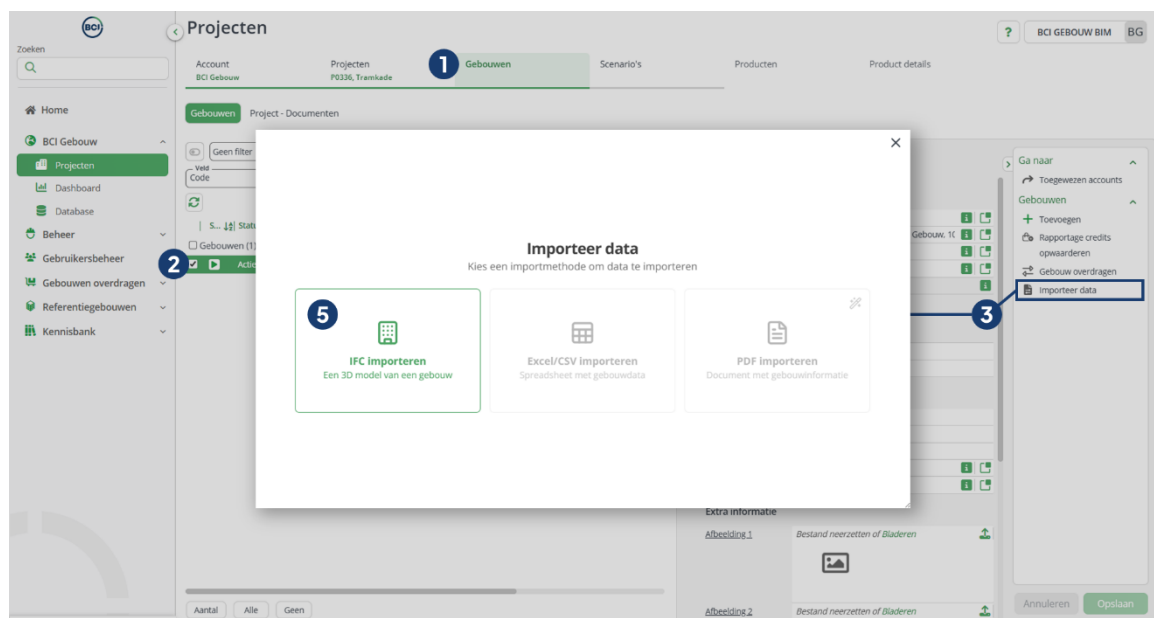 BCI
Projecten
? BCI GEBOUW BIM BG
Zoeken
Account
BCI Gebouw
Projecten
P0336, Tramkade
1
Gebouwen
Scenario's
Producten
Product details
Home
BCI Gebouw
Projecten
Dashboard
Database
Beheer
Gebruikersbeheer
Gebouwen overdragen
Referentiegebouwen
Kennisbank
Gebouwen
Project - Documenten
Geen filter
Veld
Code
S...
Statu
Gebouwen (1)
2
Actie
Importeer data
Kies een importmethode om data te importeren
5
IFC importeren
Een 3D model van een gebouw
Excel/CSV importeren
Spreadsheet met gebouwdata
PDF importeren
Document met gebouwinformatie
Gebouw, 10
Extra informatie
Afbeelding 1
Bestand neerzetten of Bladeren
Afbeelding 2
Bestand neerzetten of Bladeren
Aantal
Alle
Geen
Ga naar
Toegewezen accounts
Gebouwen
Toevoegen
Rapportage credits
opwaarderen
Gebouw overdragen
Importeer data
3
Annuleren
Opslaan